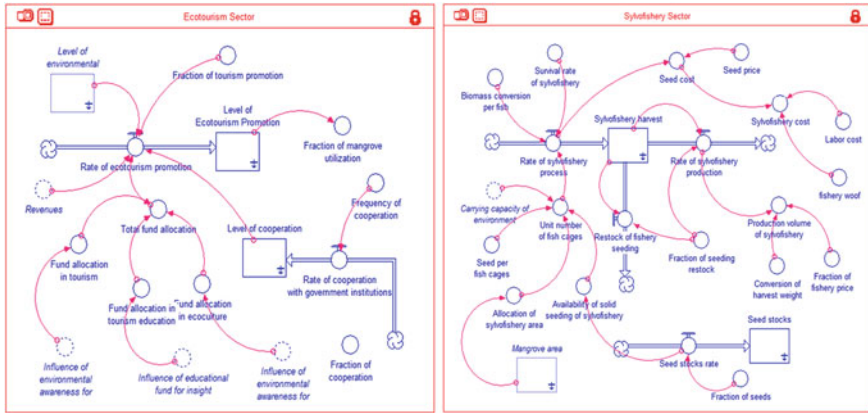 Ecotourism Sector
Level of
environmental
Fraction of tourism promotion
Level of
Ecotourism Promotion
Fraction of mangrove
utilization
Rate of ecotourism promotion
Revenues
Frequency of
cooperation
Total fund allocation
Level of cooperation
Fund allocation
in tourism
Rate of cooperation
with government institutions
Fund allocation in
tourism education
Fund allocation
in ecoculture
Fraction of
cooperation
Influence of
environmental
awareness for
Influence of educational
fund for insight
Influence of
environmental
awareness for
Sylvofishery Sector
Survival rate
of sylvofishery
Seed cost
Seed price
Biomass conversion
per fish
Sylvofishery harvest
Sylvofishery cost
Labor cost
Rate of sylvofishery
process
Rate of sylvofishery
production
fishery woof
Carrying capacity of
environment
Unit number
of fish cages
Restock of fishery
seeding
Production volume
of sylvofishery
Seed per
fish cages
Fraction of seeding
restock
Conversion of
harvest weight
Fraction of
fishery price
Allocation of
sylvofishery area
Availability of solid
seeding of sylvofishery
Seed stocks
Mangrove area
Seed stocks rate
Fraction of seeds